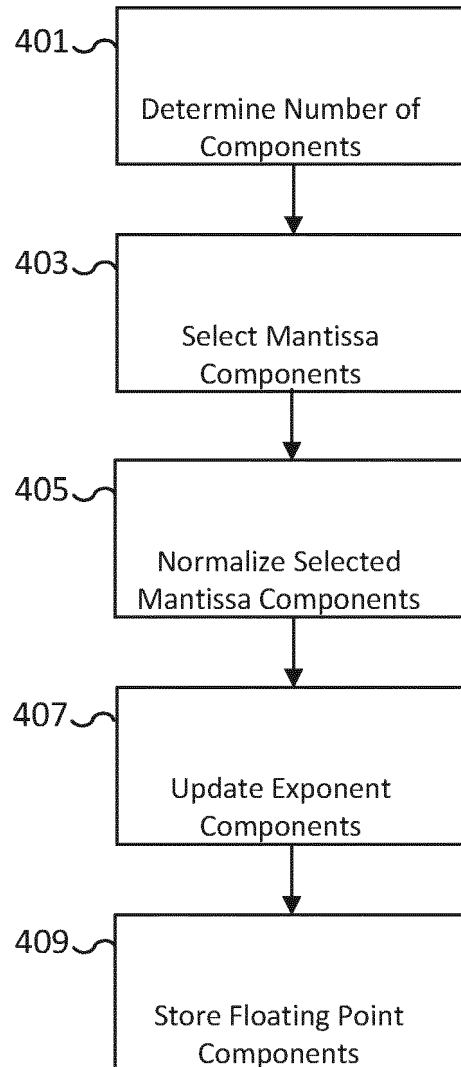 401
Determine Number of
Components
403
Select Mantissa
Components
405
Normalize Selected
Mantissa Components
407
Update Exponent
Components
409
Store Floating Point
Components